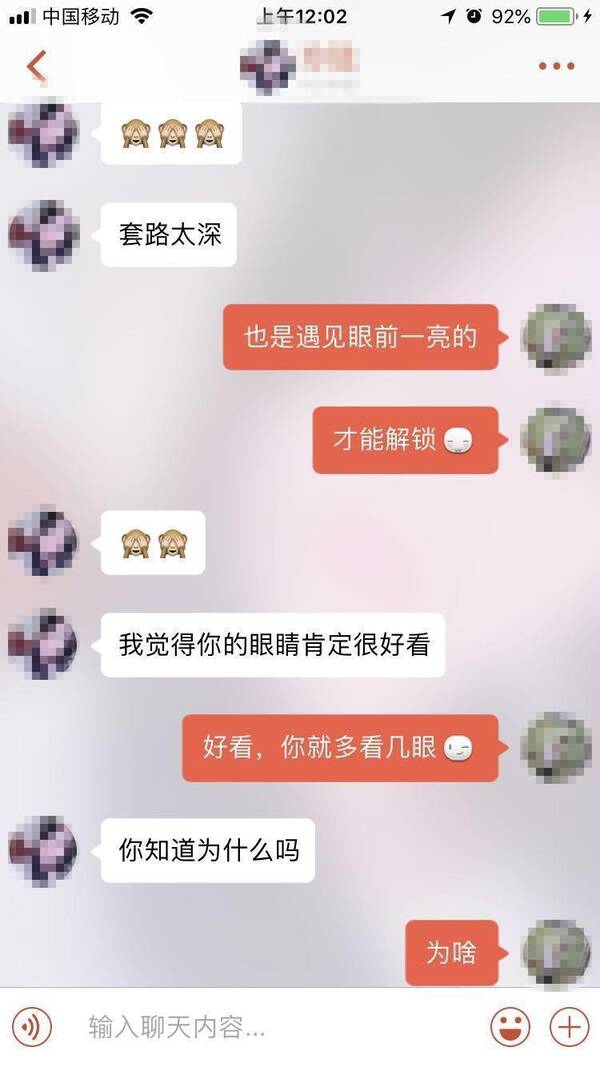 中国移动
上午12:02
92%
🙈🙈🙈
套路太深
也是遇见眼前一亮的
才能解锁
🙈🙈
我觉得你的眼睛肯定很好看
好看，你就多看几眼
你知道为什么吗
为啥
输入聊天内容...